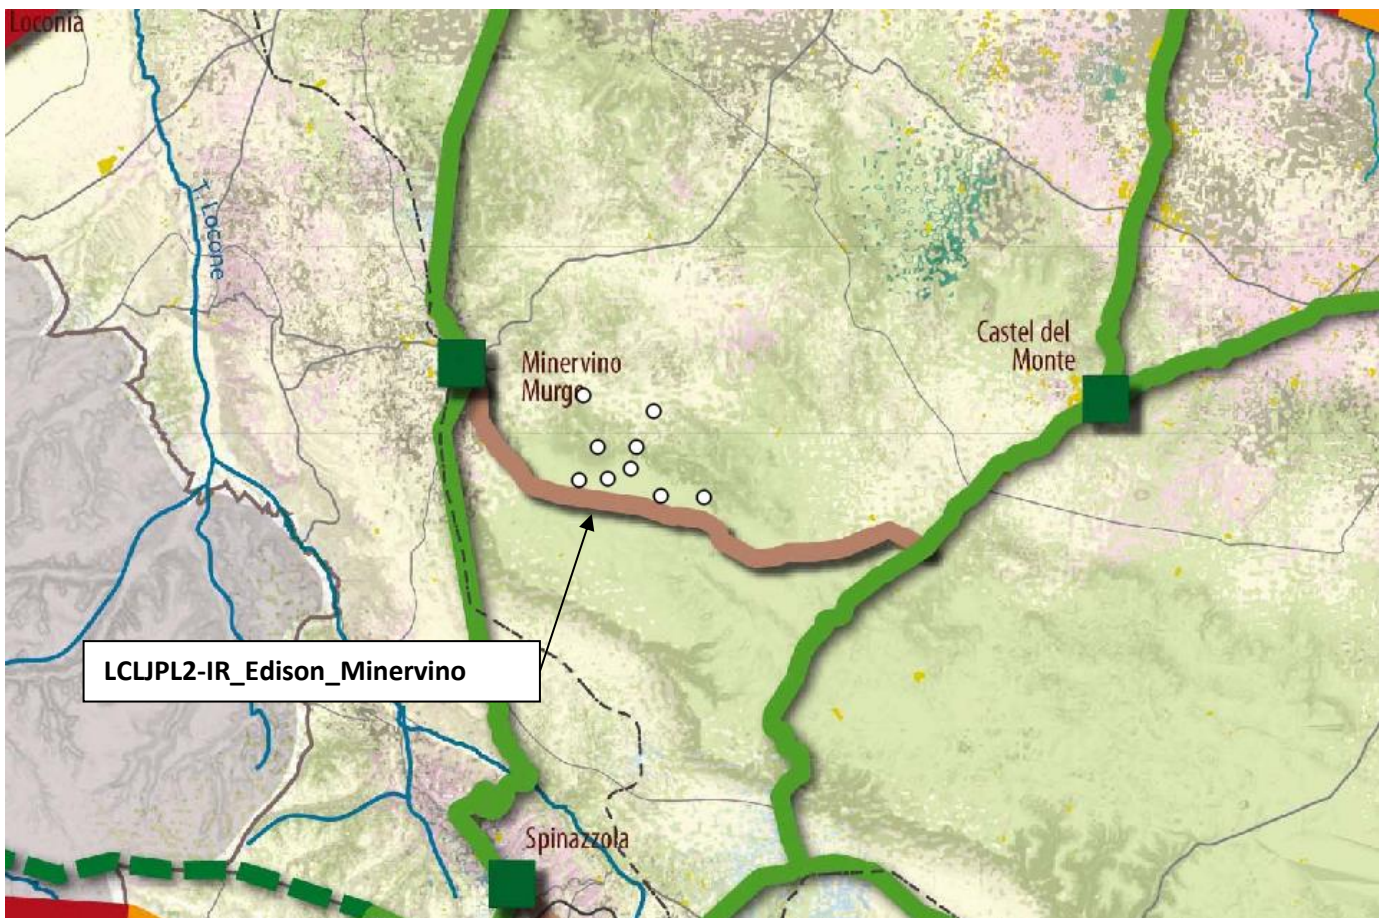 Loconia
T. Locone
Minervino
Murge
Castel del
Monte
LCLJPL2-IR_Edison_Minervino
Spinazzola